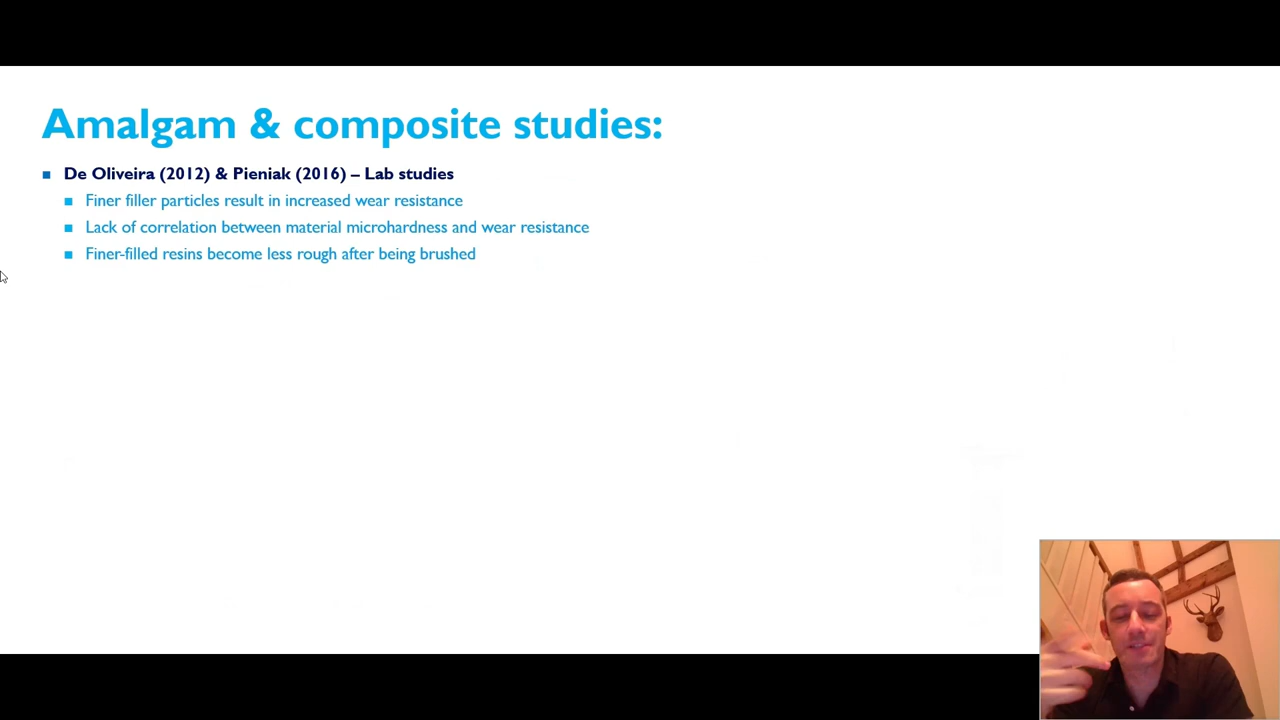 Amalgam & composite studies:
De Oliveira (2012) & Pieniak (2016) – Lab studies
Finer filler particles result in increased wear resistance
Lack of correlation between material microhardness and wear resistance
Finer-filled resins become less rough after being brushed